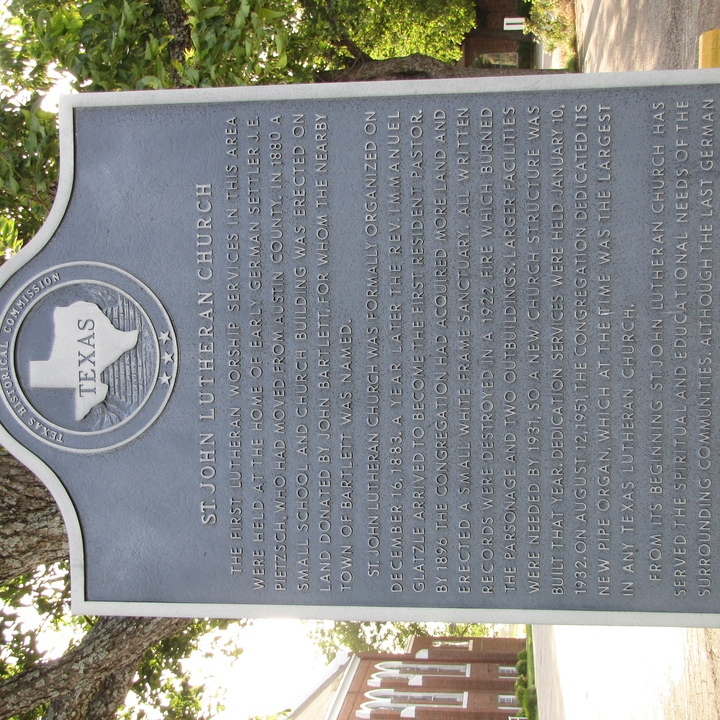 TEXAS HISTORICAL COMMISSION
TEXAS
ST. JOHN LUTHERAN CHURCH
THE FIRST LUTHERAN WORSHIP SERVICES IN THIS AREA
WERE HELD AT THE HOME OF EARLY GERMAN SETTLER J. E.
PIETZSCH, WHO HAD MOVED FROM AUSTIN COUNTY. IN 1880 A
SMALL SCHOOL AND CHURCH BUILDING WAS ERECTED ON
LAND DONATED BY JOHN BARTLETT, FOR WHOM THE NEARBY
TOWN OF BARTLETT WAS NAMED.
ST. JOHN LUTHERAN CHURCH WAS FORMALLY ORGANIZED ON
DECEMBER 16, 1883. A YEAR LATER THE REV. IMMANUEL
GLATZLE ARRIVED TO BECOME THE FIRST RESIDENT PASTOR.
BY 1896 THE CONGREGATION HAD ACQUIRED MORE LAND AND
ERECTED A SMALL WHITE FRAME SANCTUARY. ALL WRITTEN
RECORDS WERE DESTROYED IN A 1922 FIRE WHICH BURNED
THE PARSONAGE AND TWO OUTBUILDINGS. LARGER FACILITIES
WERE NEEDED BY 1931, SO A NEW CHURCH STRUCTURE WAS
BUILT THAT YEAR. DEDICATION SERVICES WERE HELD JANUARY 10,
1932. ON AUGUST 12, 1951, THE CONGREGATION DEDICATED ITS
NEW PIPE ORGAN, WHICH AT THE TIME WAS THE LARGEST
IN ANY TEXAS LUTHERAN CHURCH.
FROM ITS BEGINNING, ST. JOHN LUTHERAN CHURCH HAS
SERVED THE SPIRITUAL AND EDUCATIONAL NEEDS OF THE
SURROUNDING COMMUNITIES. ALTHOUGH THE LAST GERMAN